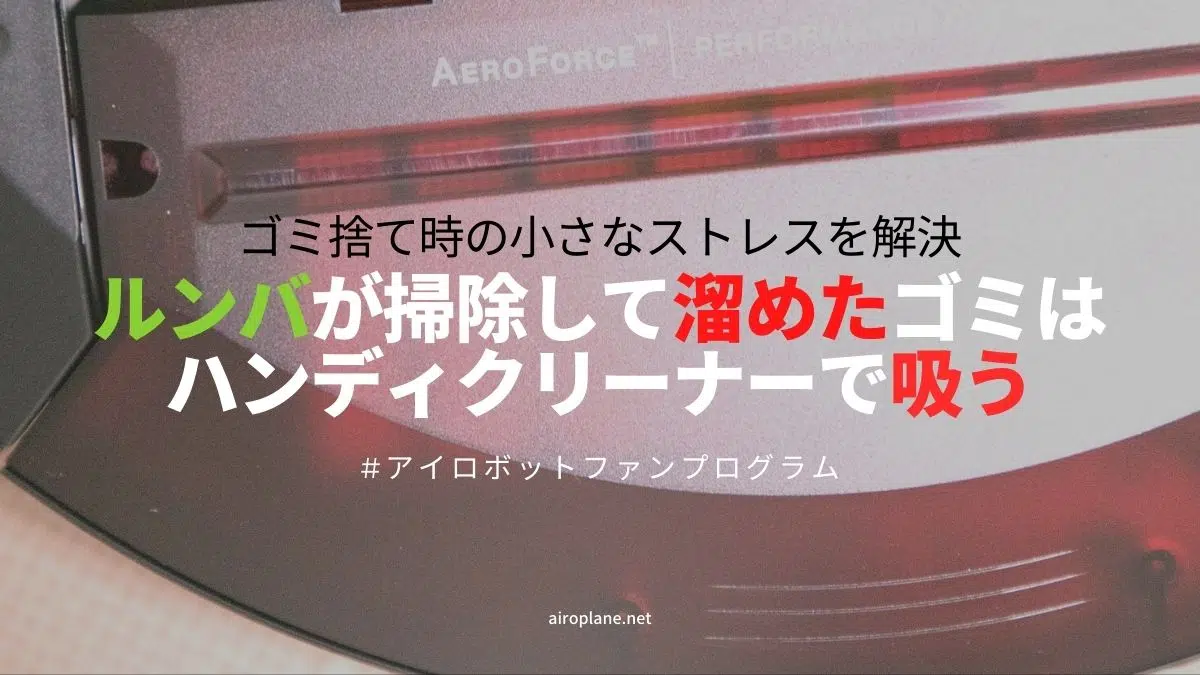 AEROFORCE™ | PERFORMANCE
ゴミ捨て時の小さなストレスを解決
ルンバが掃除して溜めたゴミは
ハンディクリーナーで吸う
#アイロボットファンプログラム
airoplane.net